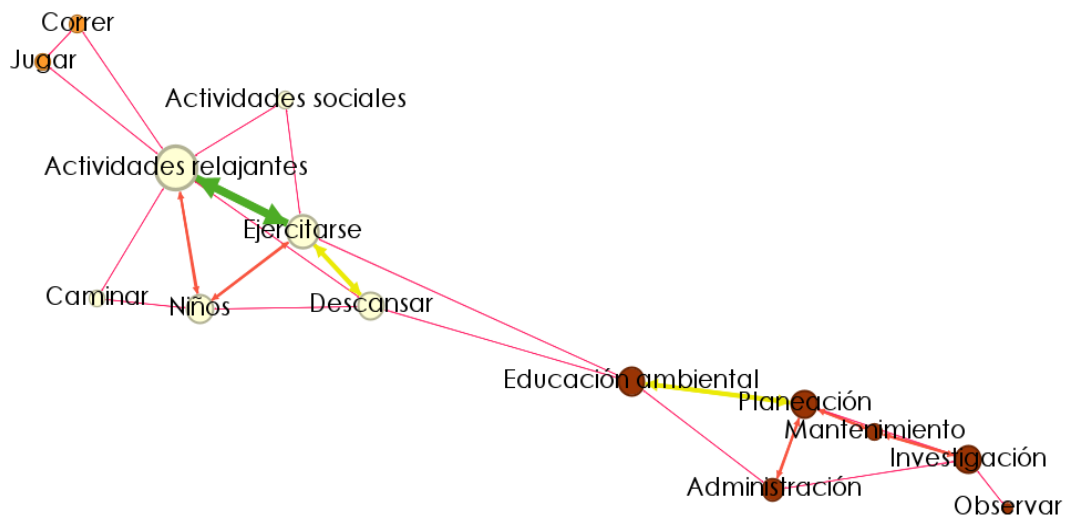 Correr
Jugar
Actividades sociales
Actividades relajantes
Ejercitarse
Caminar
Niños
Descansar
Educación ambiental
Planeación
Mantenimiento
Investigación
Administración
Observar